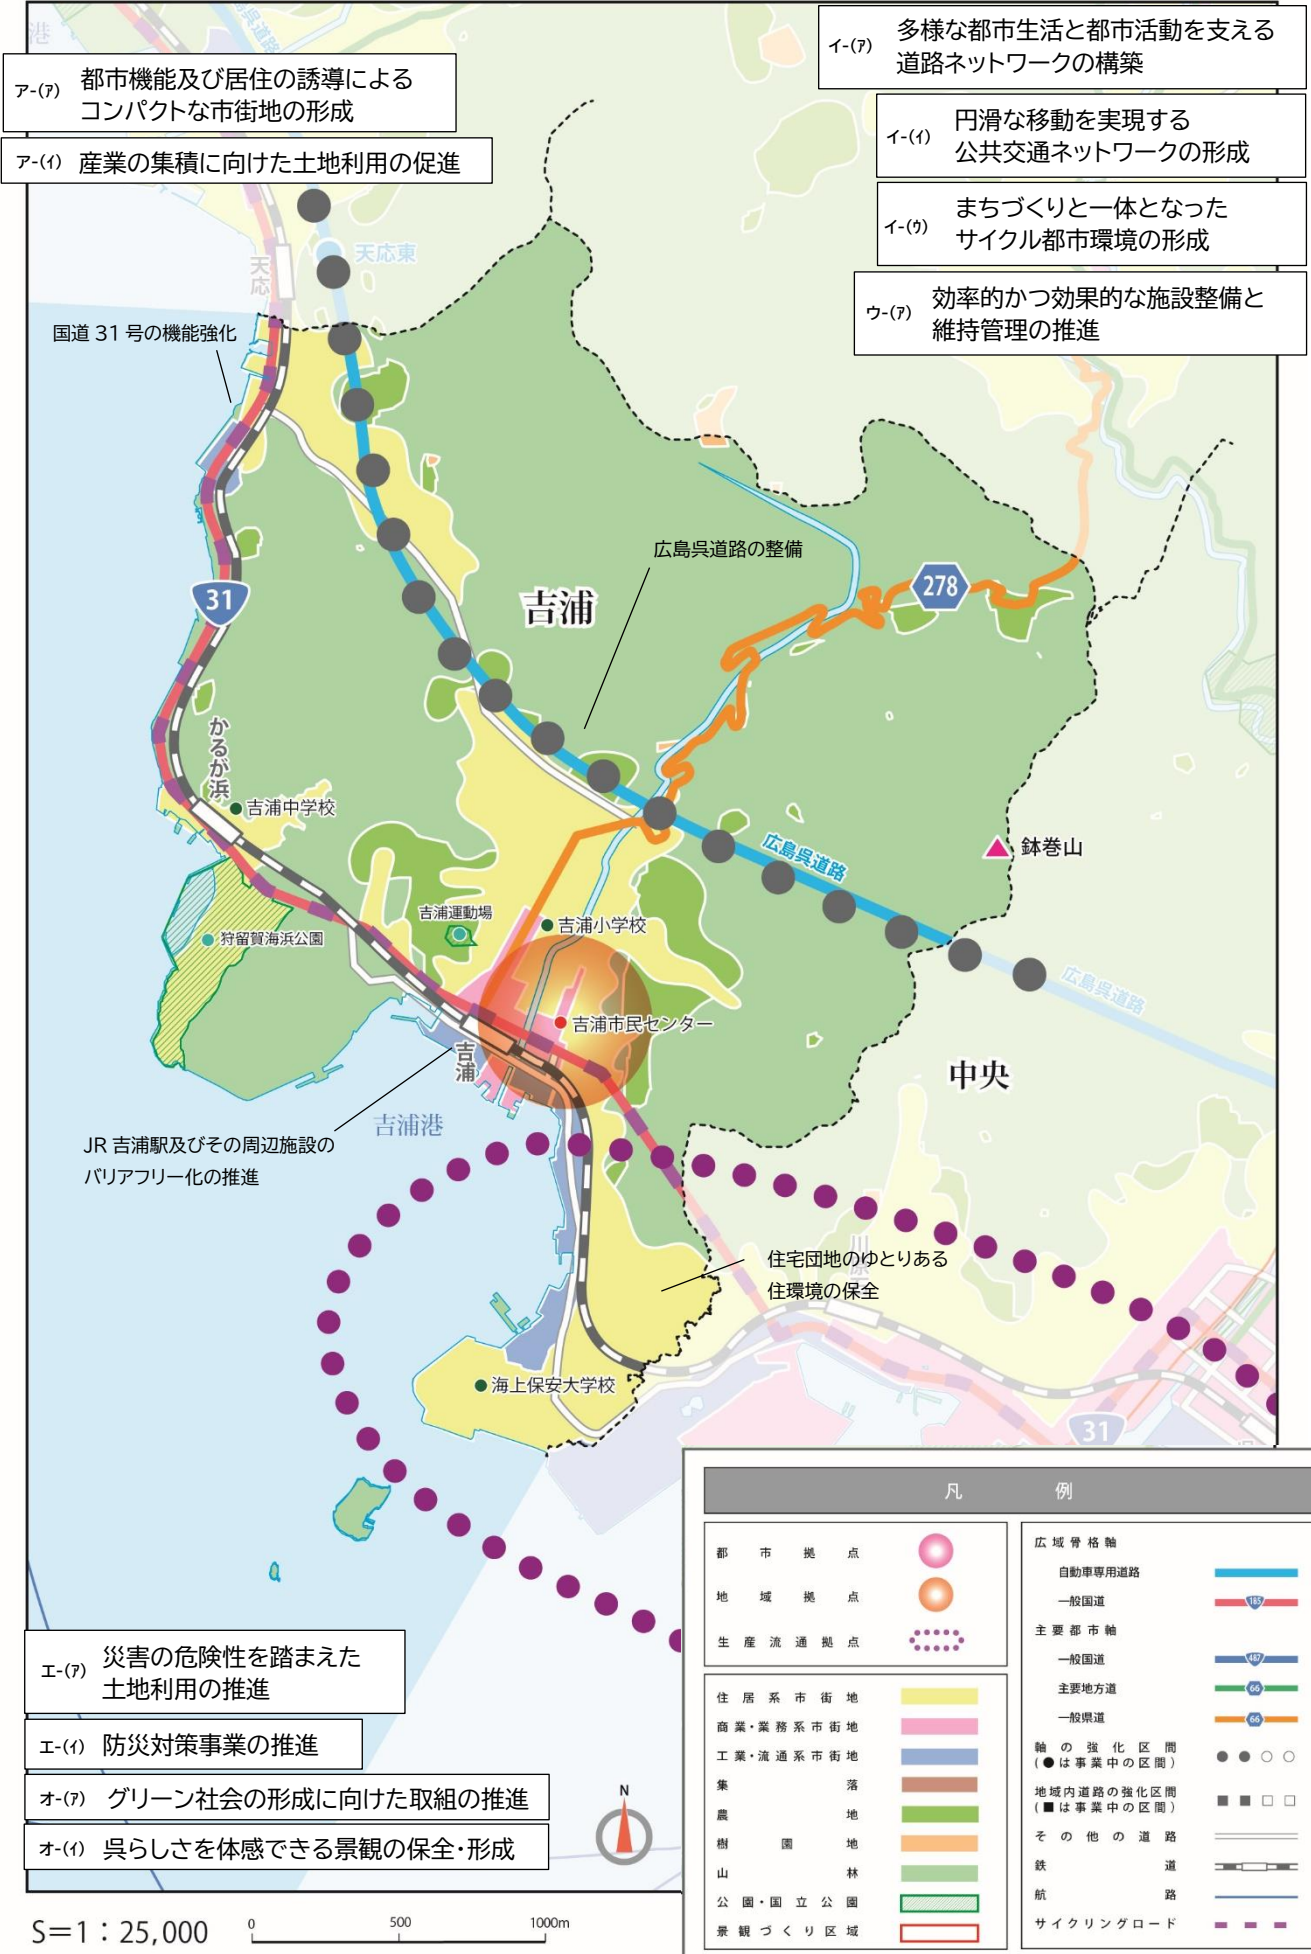 港
広島呉道路
ア-(ア) 都市機能及び居住の誘導による
コンパクトな市街地の形成
ア-(イ) 産業の集積に向けた土地利用の促進
イ-(ア) 多様な都市生活と都市活動を支える
道路ネットワークの構築
イ-(イ) 円滑な移動を実現する
公共交通ネットワークの形成
イ-(ウ) まちづくりと一体となった
サイクル都市環境の形成
ウ-(ア) 効率的かつ効果的な施設整備と
維持管理の推進
天応東
天応
国道31号の機能強化
広島呉道路の整備
278
31
吉浦
かるが浜
吉浦中学校
広島呉道路
鉢巻山
吉浦運動場
吉浦小学校
狩留賀海浜公園
広島呉道路
吉浦市民センター
吉浦
中央
吉浦港
JR吉浦駅及びその周辺施設の
バリアフリー化の推進
住宅団地のゆとりある
住環境の保全
海上保安大学校
31
凡例
都市拠点
地域拠点
生産流通拠点
住居系市街地
商業・業務系市街地
工業・流通系市街地
集落
農地
樹園地
山林
公園・国立公園
景観づくり区域
広域骨格軸
自動車専用道路
一般国道 185
主要都市軸
一般国道 487
主要地方道 66
一般県道 66
軸の強化区間
(●は事業中の区間)
地域内道路の強化区間
(■は事業中の区間)
その他の道路
鉄道
航路
サイクリングロード
エ-(ア) 災害の危険性を踏まえた
土地利用の推進
エ-(イ) 防災対策事業の推進
オ-(ア) グリーン社会の形成に向けた取組の推進
オ-(イ) 呉らしさを体感できる景観の保全・形成
N
S=1：25,000
0 500 1000m